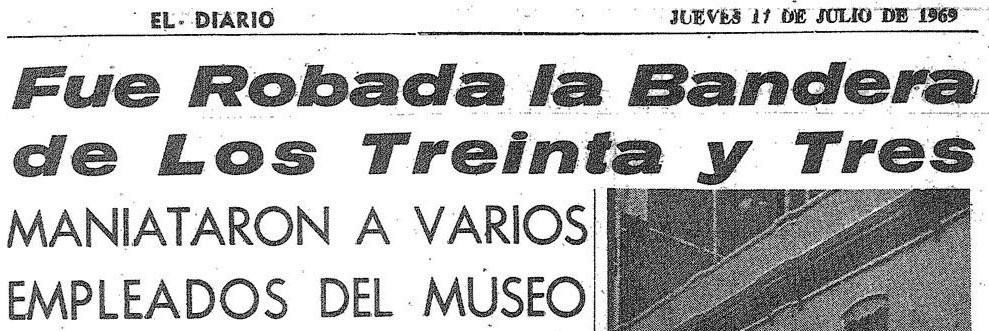 EL DIARIO
JUEVES 17 DE JULIO DE 1969
Fue Robada la Bandera
de Los Treinta y Tres
MANIATARON A VARIOS
EMPLEADOS DEL MUSEO